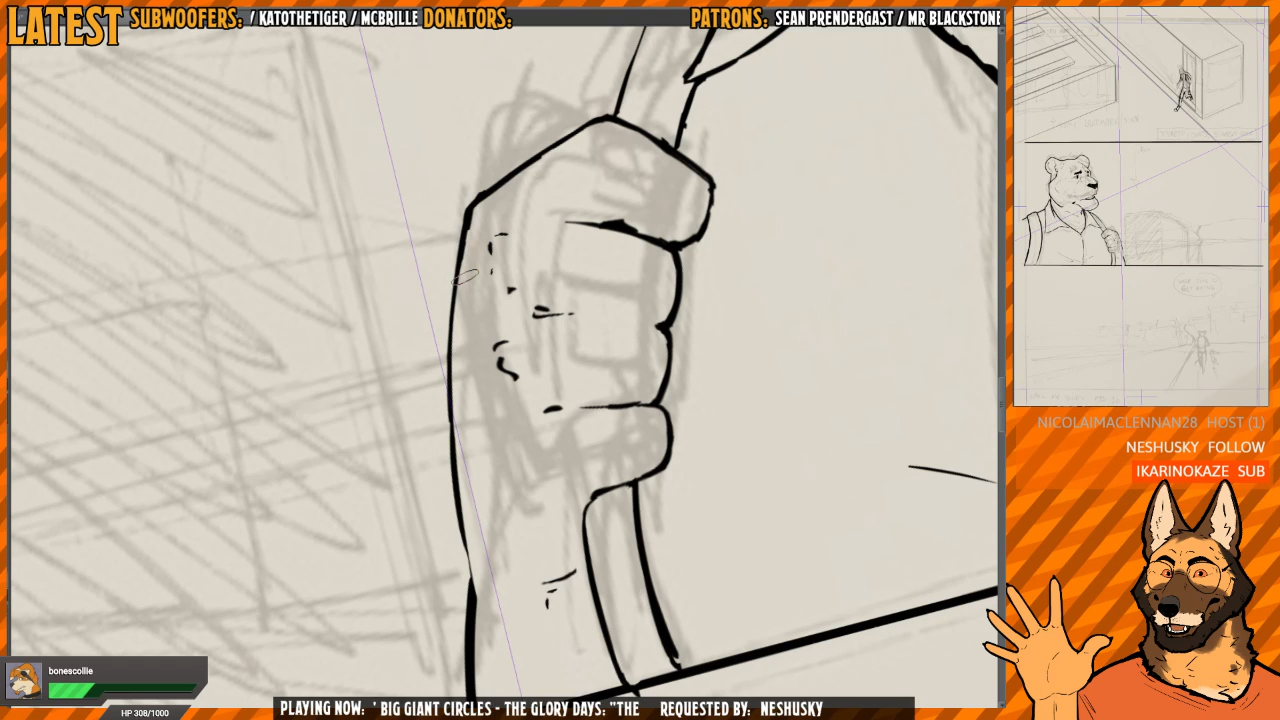 LATEST SUBWOOFERS: / KATOTHETIGER / MCBRILLE DONATORS: PATRONS: SEAN PRENDERGAST / MR BLACKSTONE
NICOLAIMACLENNAN28 HOST (1)
NESHUSKY FOLLOW
IKARINOKAZE SUB
bonescollie
HP 308/1000
PLAYING NOW: ' BIG GIANT CIRCLES - THE GLORY DAYS: "THE REQUESTED BY: NESHUSKY